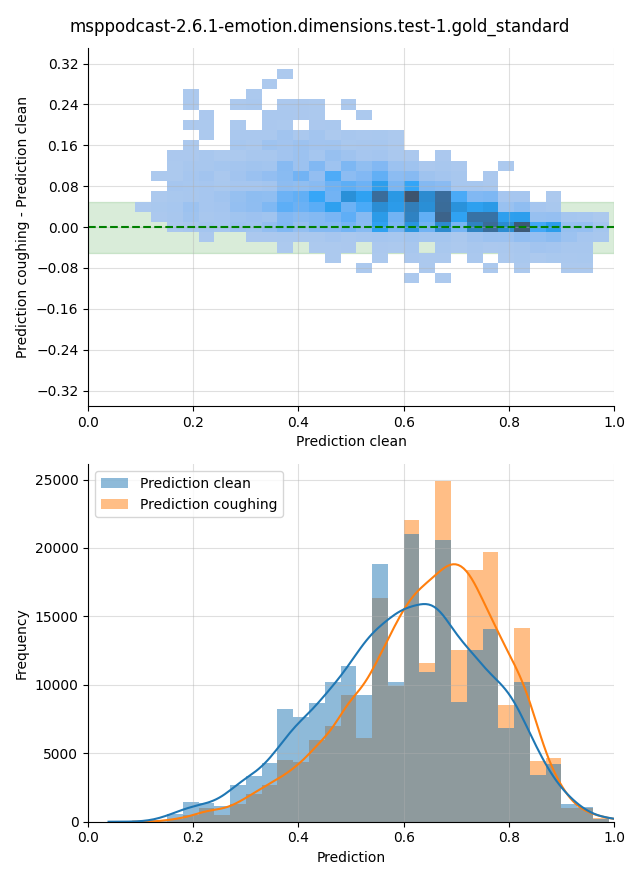 msppodcast-2.6.1-emotion.dimensions.test-1.gold_standard
Prediction coughing - Prediction clean
0.32
0.24
0.16
0.08
0.00
−0.08
−0.16
−0.24
−0.32
0.0 0.2 0.4 0.6 0.8 1.0
Prediction clean
Prediction clean
Prediction coughing
Frequency
25000
20000
15000
10000
5000
0
0.0 0.2 0.4 0.6 0.8 1.0
Prediction